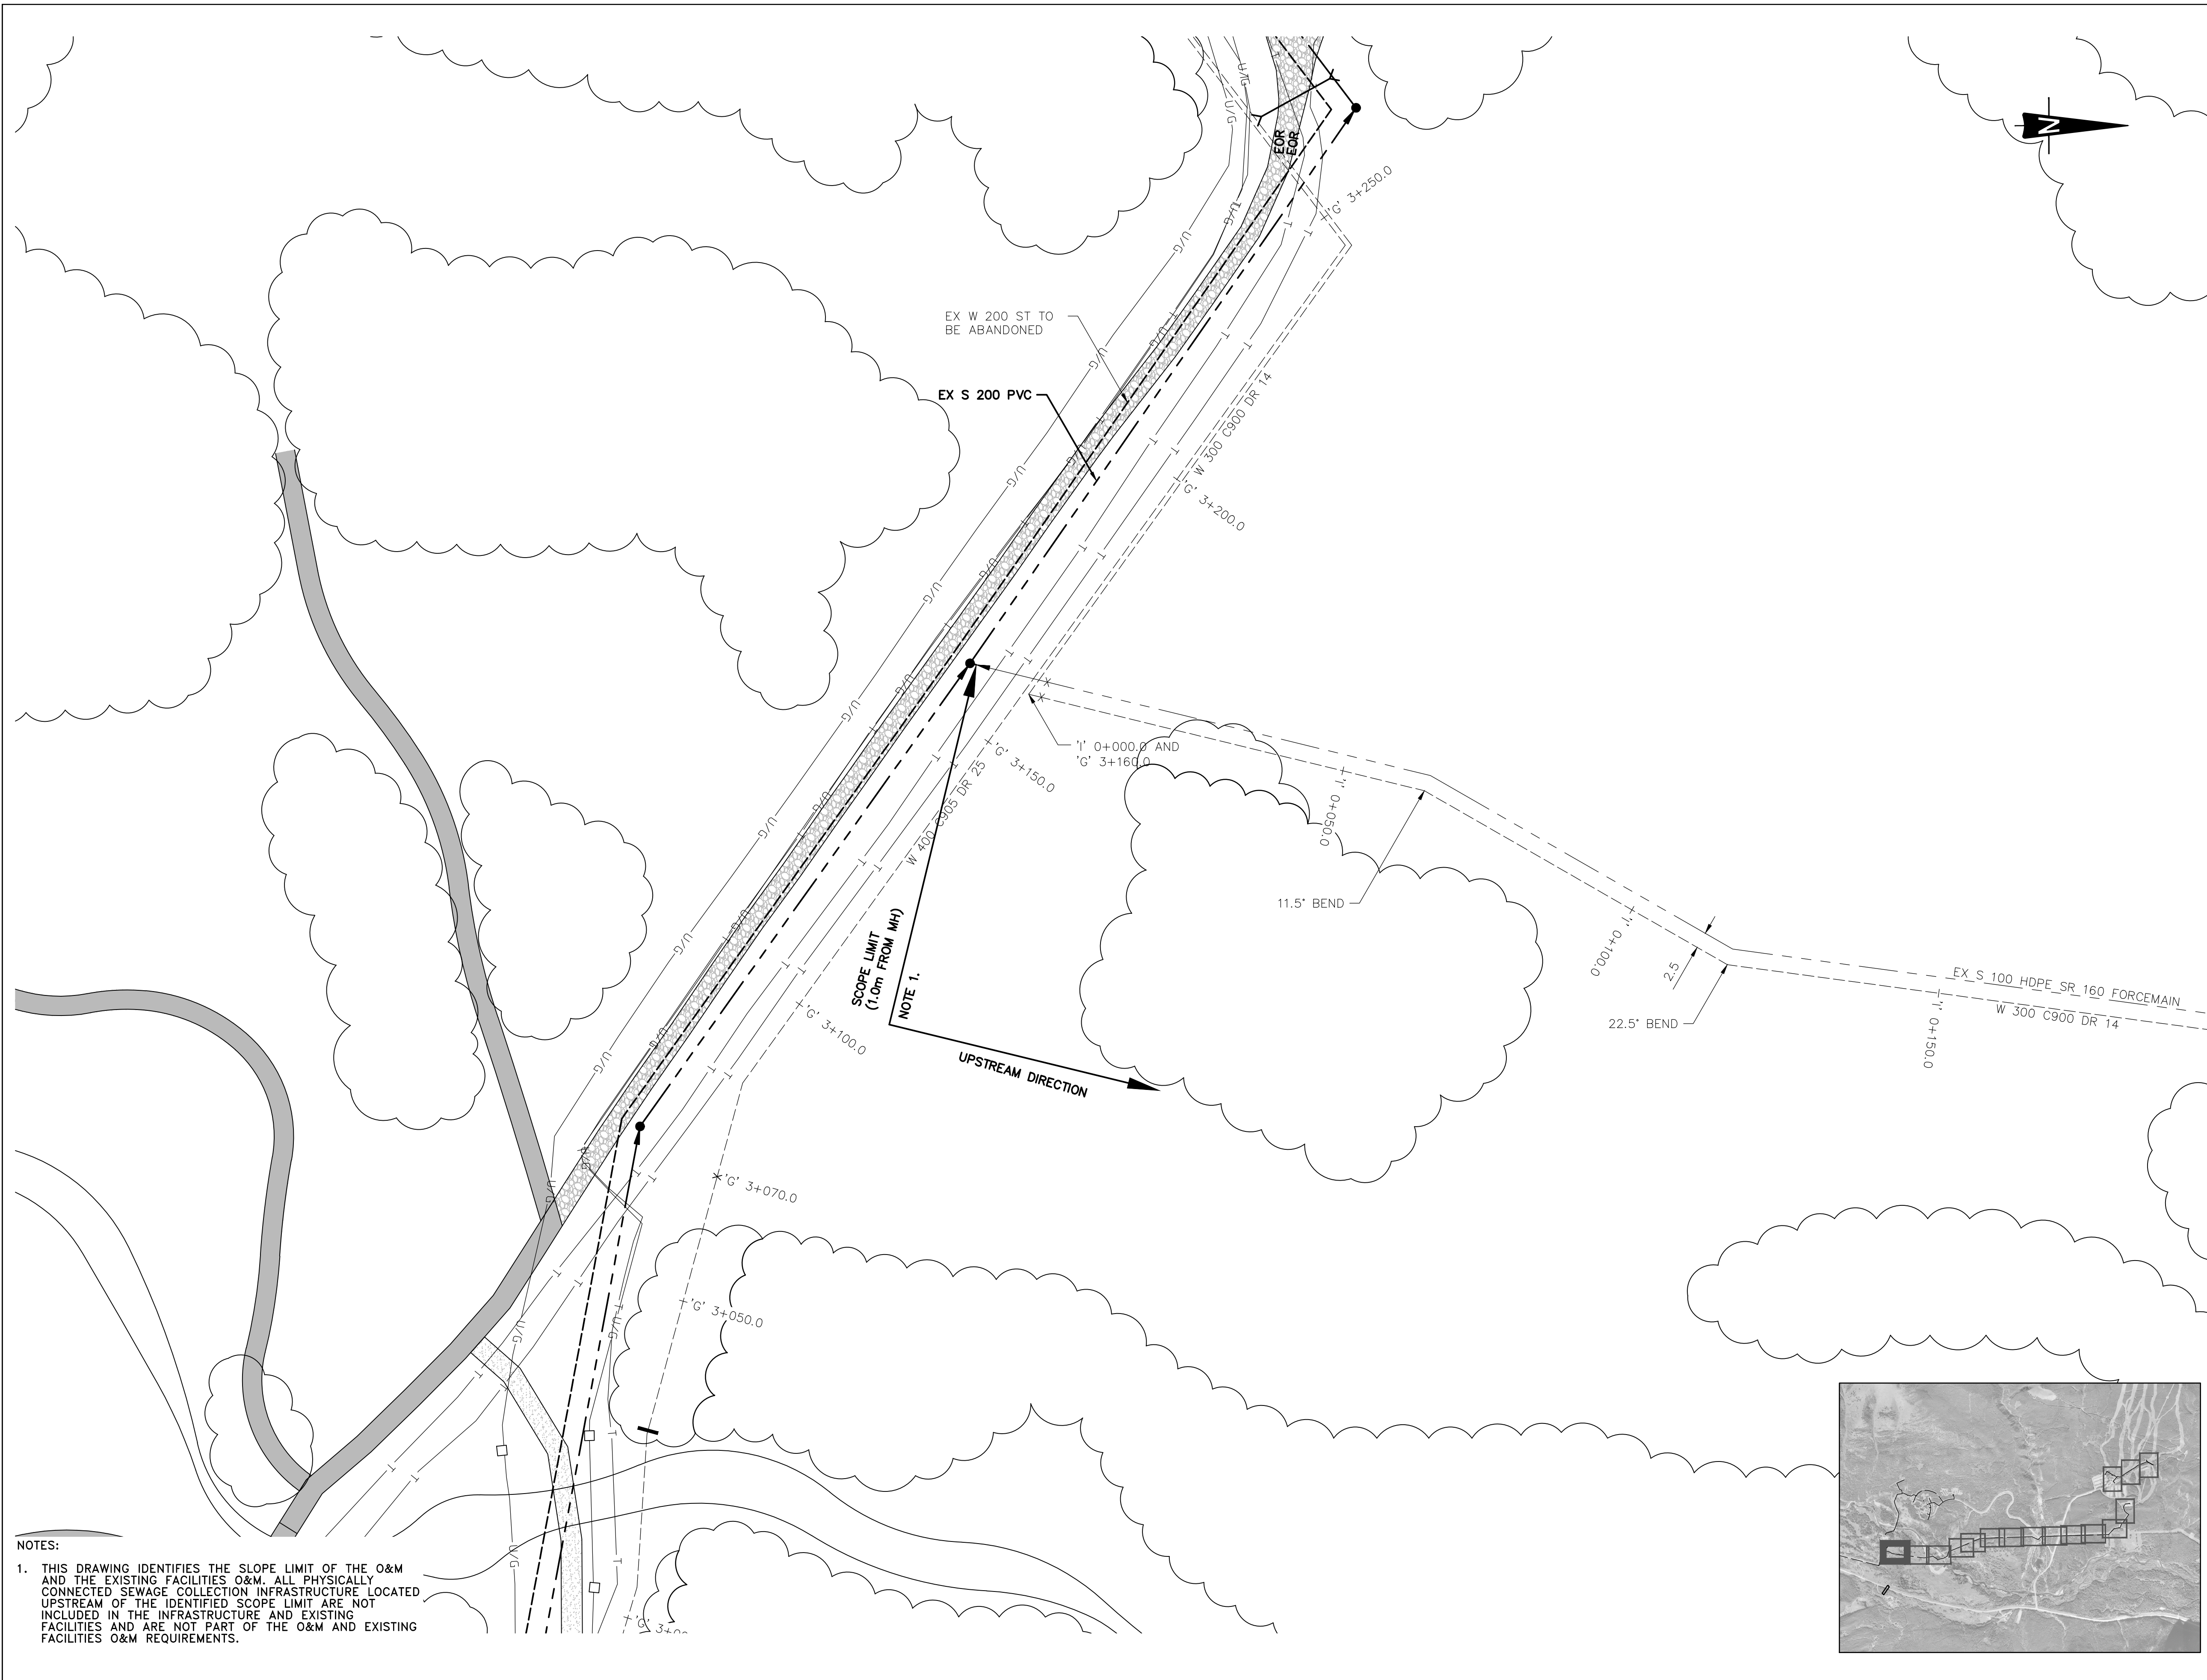 N
U/G
U/G
EOR
EOR
'G' 3+250.0
U/G
U/G
EX W 200 ST TO
BE ABANDONED
U/G
U/G
EX S 200 PVC
W 300 C900 DR 14
U/G
U/G
'G' 3+200.0
U/G
U/G
U/G
U/G
'I' 0+000.0 AND
'G' 3+160.0
'G' 3+150.0
W 400 C905 DR 25
'I' 0+050.0
U/G
U/G
11.5° BEND
SCOPE LIMIT
(1.0m FROM MH)
NOTE 1.
'I' 0+100.0
2.5
U/G
U/G
EX S 100 HDPE SR 160 FORCEMAIN
W 300 C900 DR 14
22.5° BEND
'I' 0+150.0
'G' 3+100.0
UPSTREAM DIRECTION
U/G
U/G
U/G
'G' 3+070.0
U/G
'G' 3+050.0
U/G
T-U/G
U/G
NOTES:
1. THIS DRAWING IDENTIFIES THE SLOPE LIMIT OF THE O&M
AND THE EXISTING FACILITIES O&M. ALL PHYSICALLY
CONNECTED SEWAGE COLLECTION INFRASTRUCTURE LOCATED
UPSTREAM OF THE IDENTIFIED SCOPE LIMIT ARE NOT
INCLUDED IN THE INFRASTRUCTURE AND EXISTING
FACILITIES AND ARE NOT PART OF THE O&M AND EXISTING
FACILITIES O&M REQUIREMENTS.